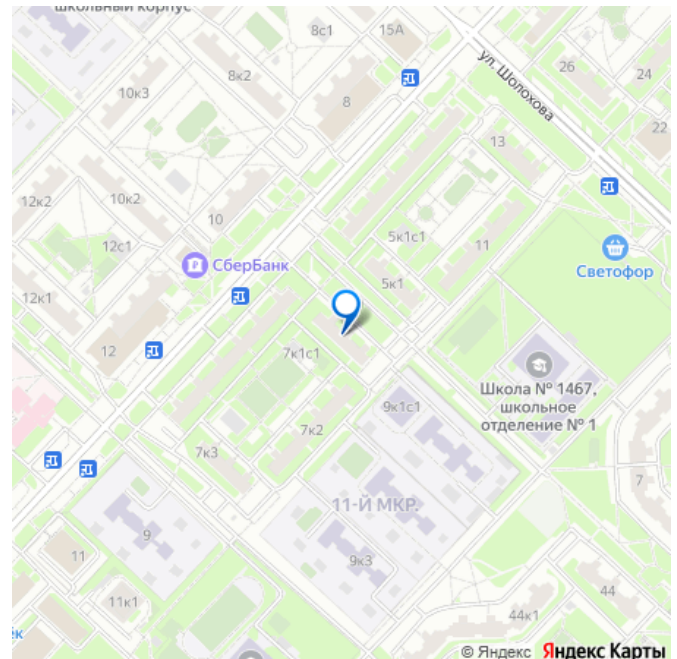 школьный корпус
8с1
15А
ул. Шолохова
26
24
8к2
10к3
8
22
13
12к2
10к2
10
5к1с1
11
12с1
СберБанк
Светофор
5к1
12к1
12
7к1с1
Школа № 1467,
школьное
отделение № 1
9к1с1
7к2
7к3
7
11-Й МКР.
9
9к3
11
11к1
44
44к1
ёк
© Яндекс Яндекс Карты